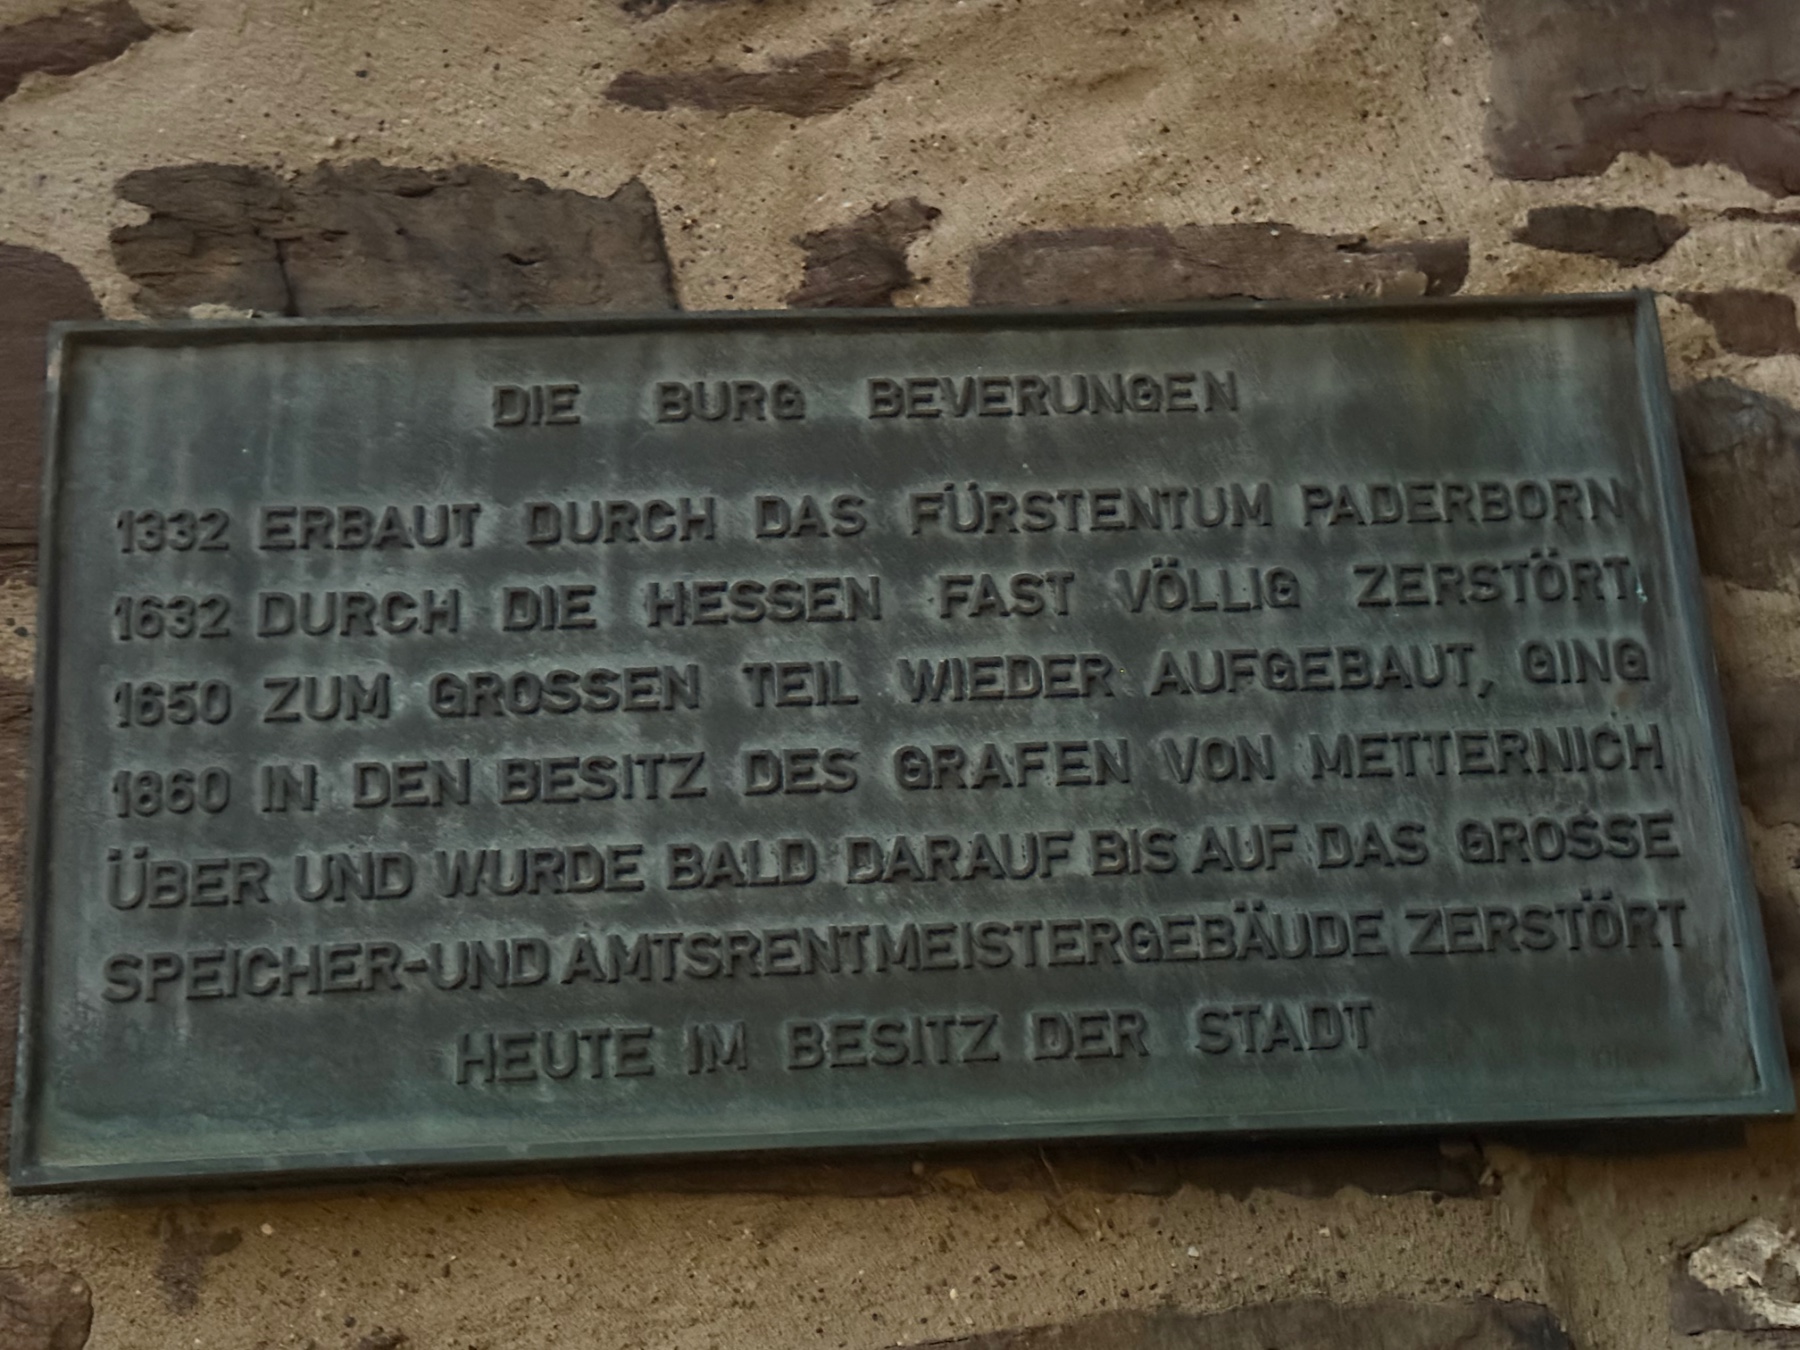 DIE BURG BEVERUNGEN
1332 ERBAUT DURCH DAS FÜRSTENTUM PADERBORN
1632 DURCH DIE HESSEN FAST VÖLLIG ZERSTÖRT
1650 ZUM GROSSEN TEIL WIEDER AUFGEBAUT, GING
1860 IN DEN BESITZ DES GRAFEN VON METTERNICH
ÜBER UND WURDE BALD DARAUF BIS AUF DAS GROSSE
SPEICHER-UND AMTSRENTMEISTERGEBÄUDE ZERSTÖRT
HEUTE IM BESITZ DER STADT